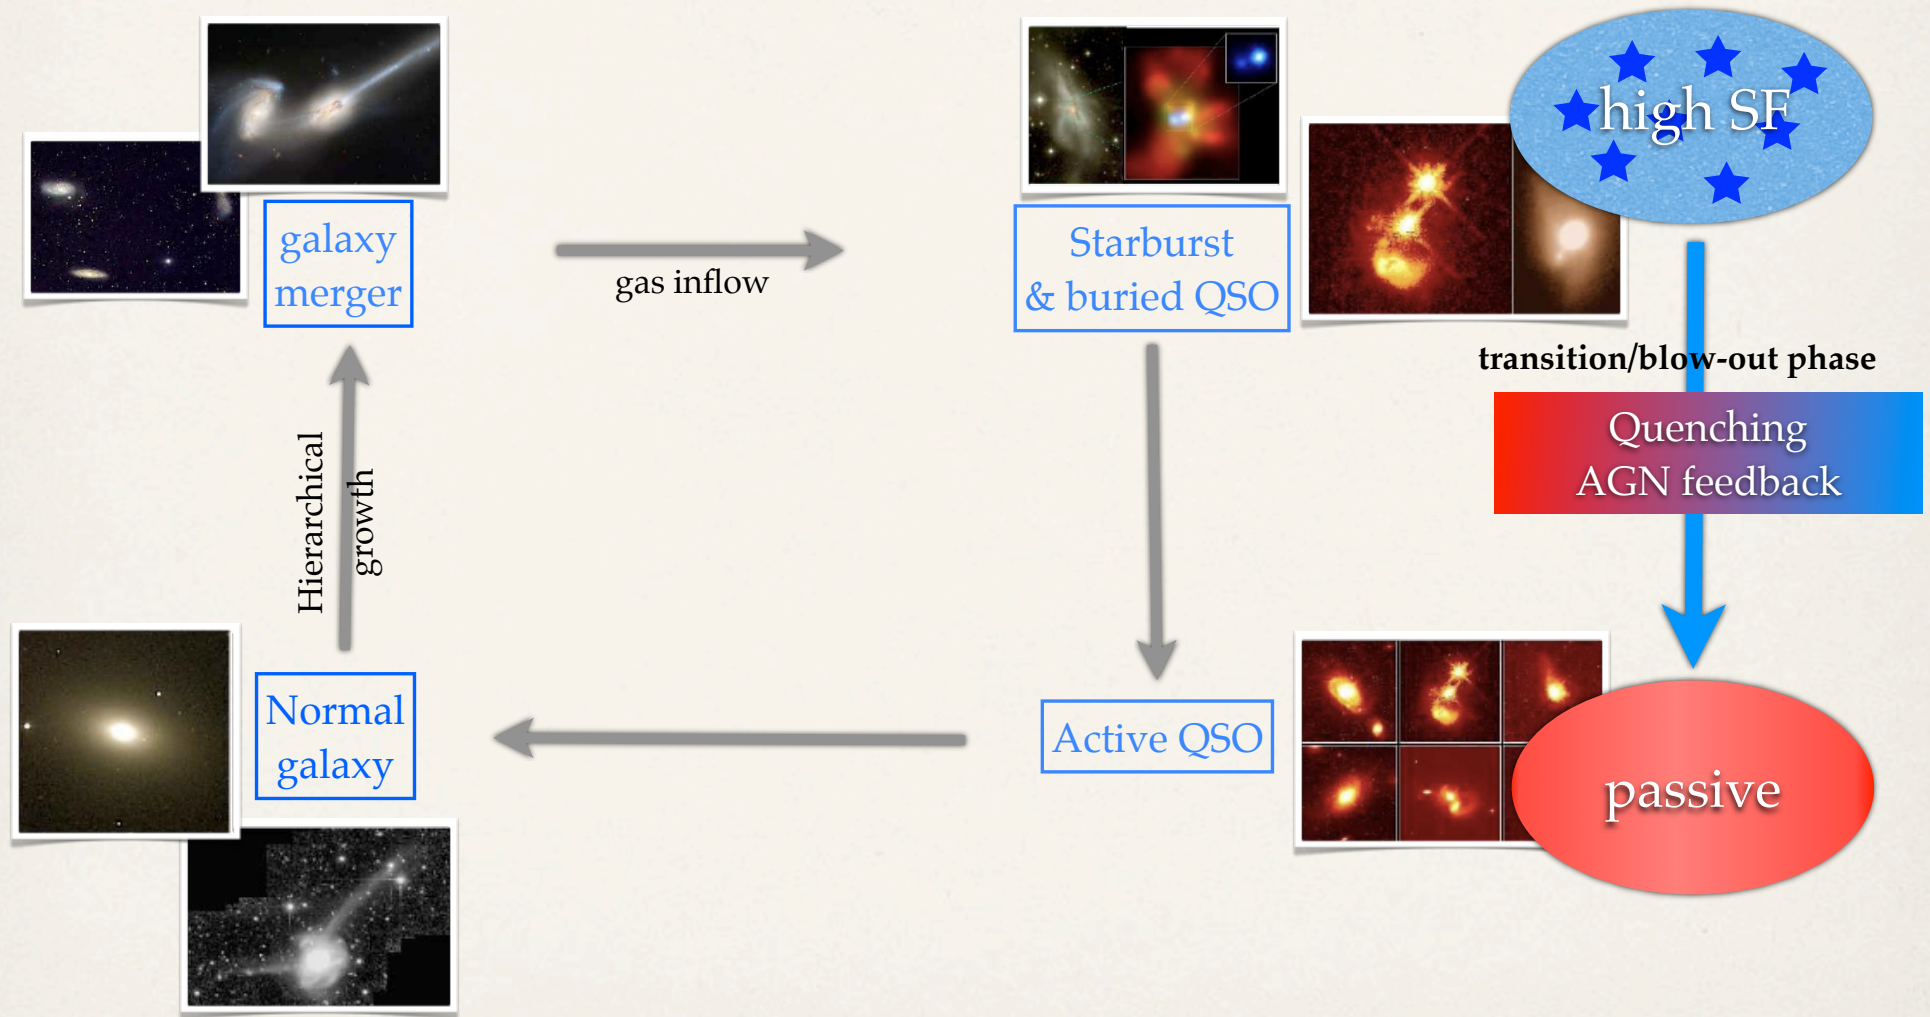 galaxy
merger
gas inflow
Starburst
& buried QSO
high SF
transition/blow-out phase
Quenching
AGN feedback
Hierarchical
growth
Normal
galaxy
Active QSO
passive